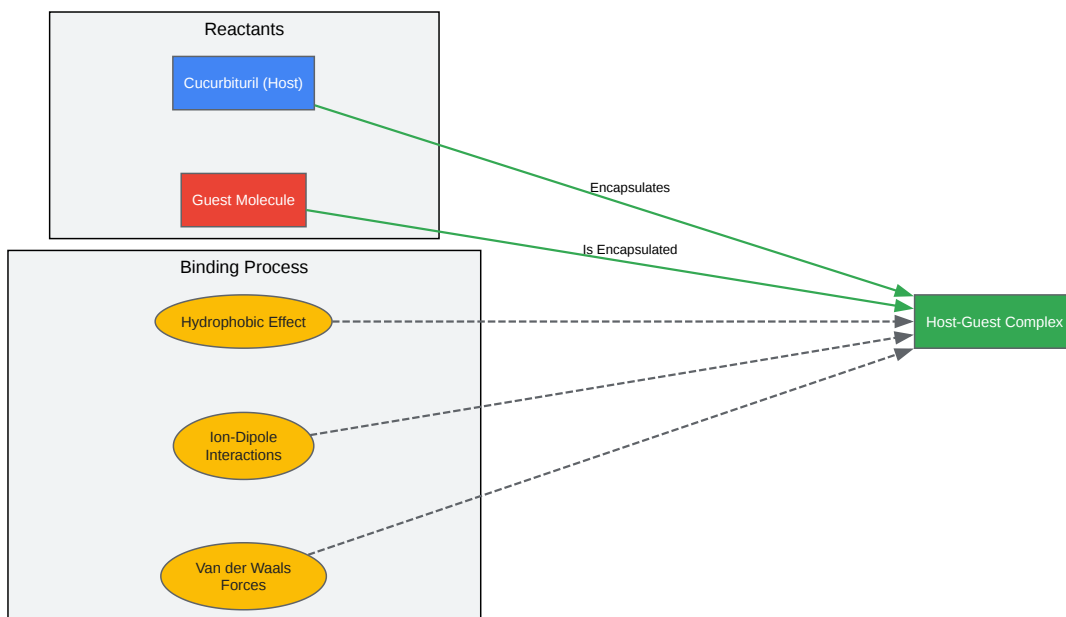 Reactants
Cucurbituril (Host)
Encapsulates
Guest Molecule
Is Encapsulated
Binding Process
Hydrophobic Effect
Host-Guest Complex
Ion-Dipole
Interactions
Van der Waals
Forces